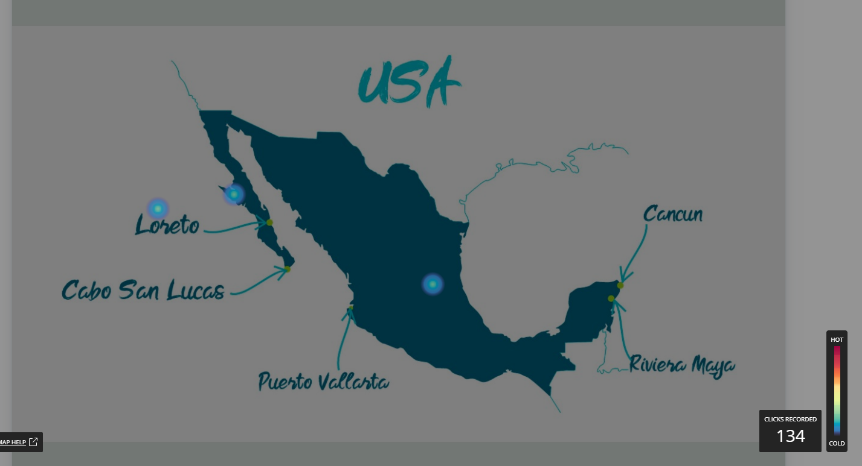 USA
Cancun
Loreto
Cabo San Lucas
Riviera Maya
Puerto Vallarta
HOT
COLD
CLICKS RECORDED
134
MAP HELP